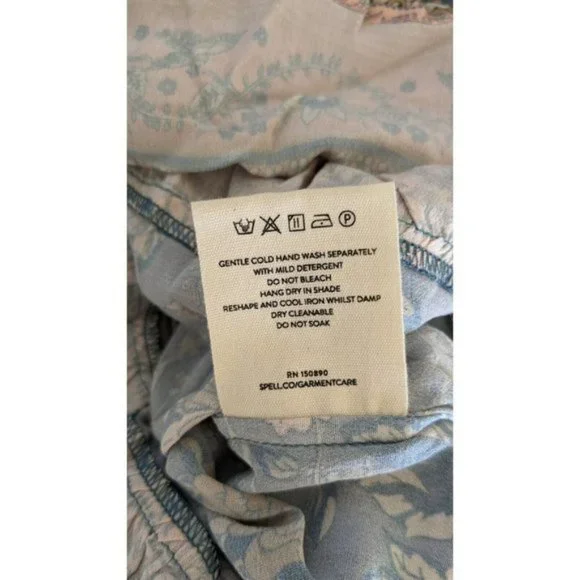 P
GENTLE COLD HAND WASH SEPARATELY
WITH MILD DETERGENT
DO NOT BLEACH
HANG DRY IN SHADE
RESHAPE AND COOL IRON WHILST DAMP
DRY CLEANABLE
DO NOT SOAK
RN 150890
SPELL.CO/GARMENTCARE